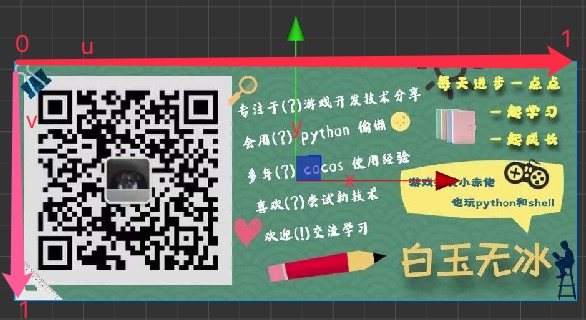 0 u 1
v
每天进步一点点
专注于(?)游戏开发技术分享
一起学习
会用(?) python 偷懒
y
一起成长
多年(?) cocos 使用经验
x
喜欢(?)尝试新技术
也玩python和shell
欢迎(!)交流学习
白玉无冰
1